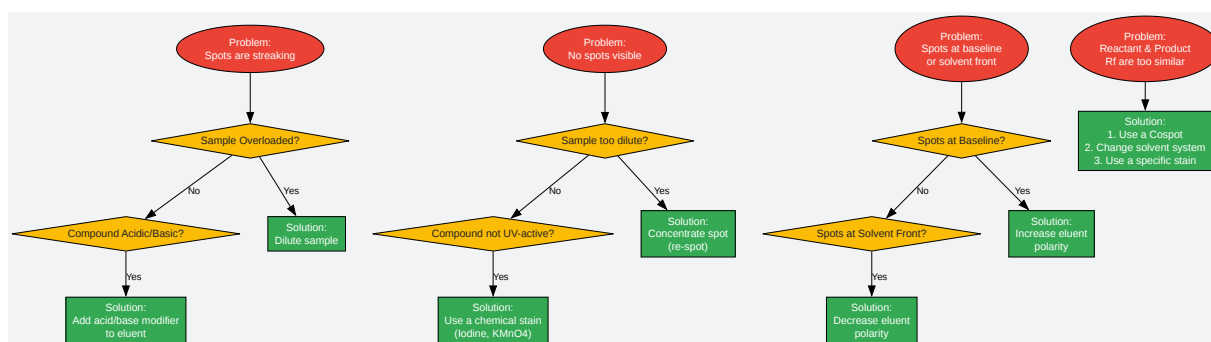 Problem:
Spots are streaking
Problem:
No spots visible
Problem:
Spots at baseline
or solvent front
Problem:
Reactant & Product
Rf are too similar
Sample Overloaded?
Sample too dilute?
Spots at Baseline?
Solution:
1. Use a Cospot
2. Change solvent system
3. Use a specific stain
No
Yes
No
Yes
No
Yes
Compound Acidic/Basic?
Solution:
Dilute sample
Compound not UV-active?
Solution:
Concentrate spot
(re-spot)
Spots at Solvent Front?
Solution:
Increase eluent
polarity
Yes
Yes
Yes
Solution:
Add acid/base modifier
to eluent
Solution:
Use a chemical stain
(Iodine, KMnO4)
Solution:
Decrease eluent
polarity